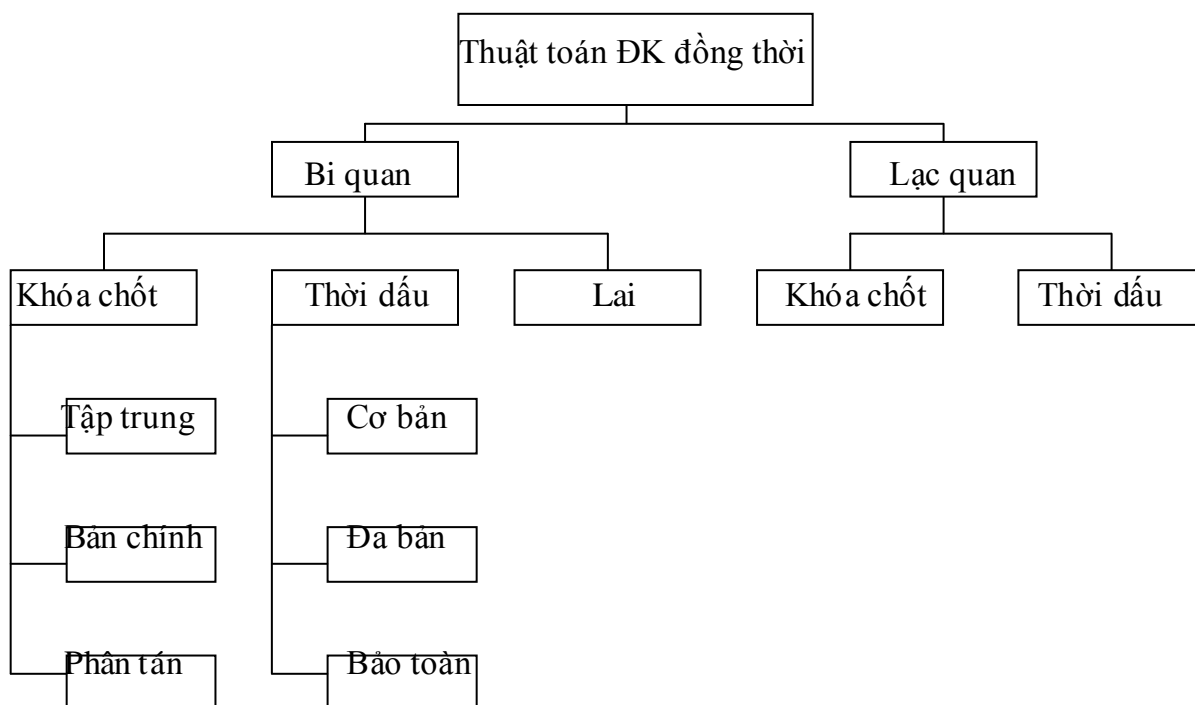 Thuật toán ĐK đồng thời
Bi quan
Lạc quan
Khóa chốt
Thời dấu
Lai
Khóa chốt
Thời dấu
Tập trung
Cơ bản
Bản chính
Đa bản
Phân tán
Bảo toàn